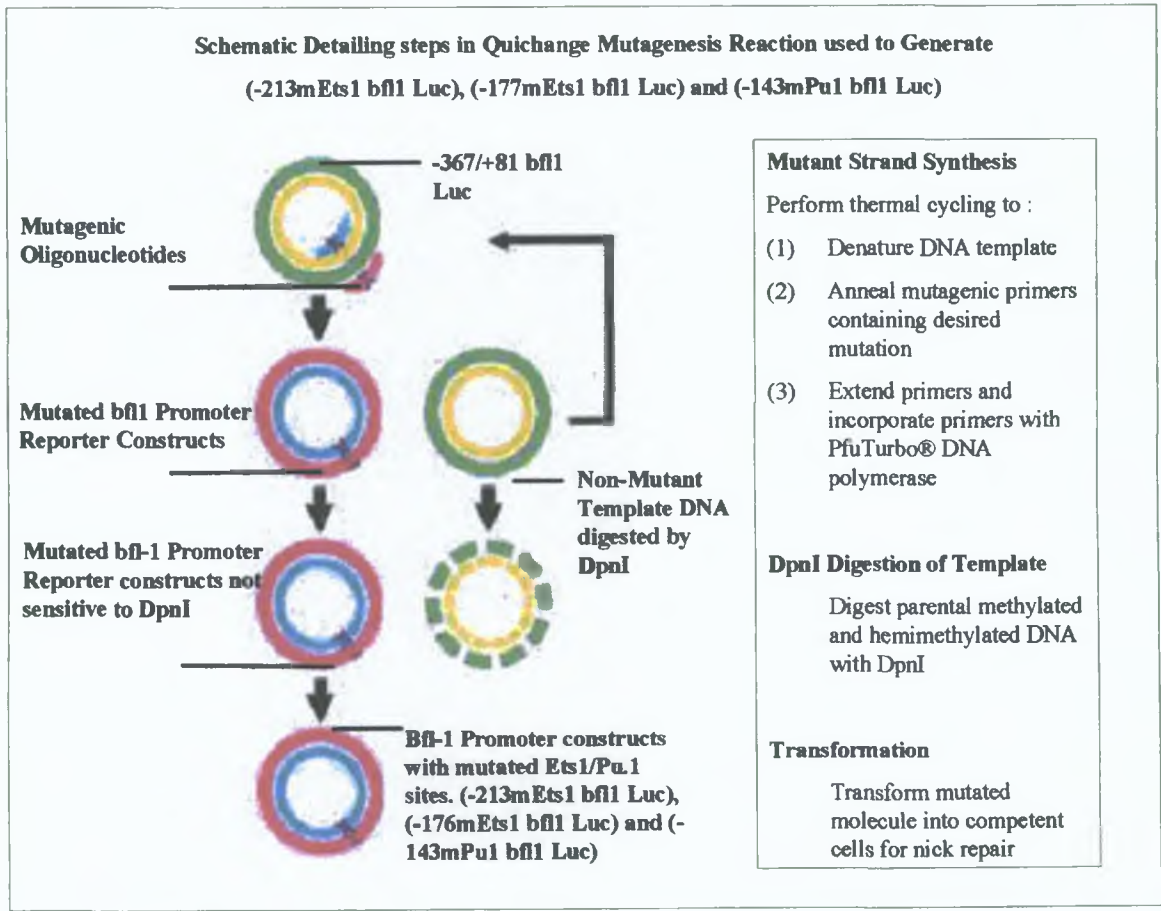 Schematic Detailing steps in Quichange Mutagenesis Reaction used to Generate
(-213mEts1 bfl1 Luc), (-177mEts1 bfl1 Luc) and (-143mPu1 bfl1 Luc)
-367/+81 bfl1
Luc
Mutagenic
Oligonucleotides
Mutated bfl1 Promoter
Reporter Constructs
Non-Mutant
Template DNA
digested by
DpnI
Mutated bfl-1 Promoter
Reporter constructs not
sensitive to DpnI
Bfl-1 Promoter constructs
with mutated Ets1/Pu.1
sites. (-213mEts1 bfl1 Luc),
(-176mEts1 bfl1 Luc) and (-
143mPu1 bfl1 Luc)
Mutant Strand Synthesis
Perform thermal cycling to :
(1) Denature DNA template
(2) Anneal mutagenic primers
containing desired
mutation
(3) Extend primers and
incorporate primers with
PfuTurbo® DNA
polymerase
DpnI Digestion of Template
Digest parental methylated
and hemimethylated DNA
with DpnI
Transformation
Transform mutated
molecule into competent
cells for nick repair